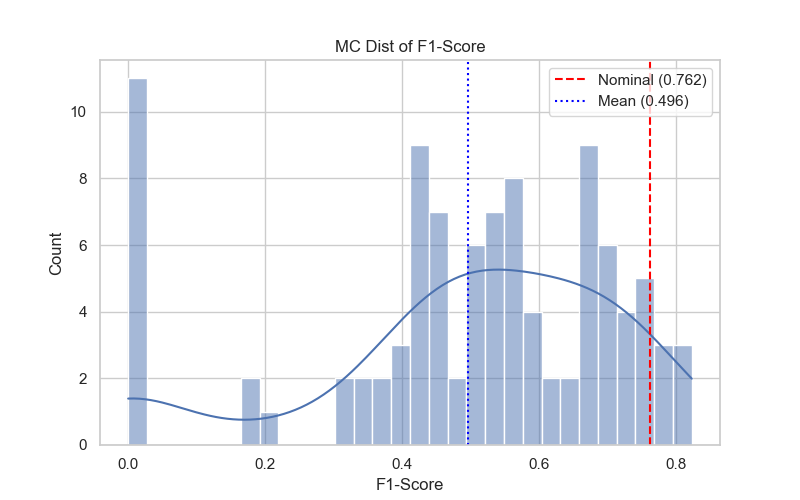 MC Dist of F1-Score
Nominal (0.762)
Mean (0.496)
Count
10
8
6
4
2
0
0.0 0.2 0.4 0.6 0.8
F1-Score